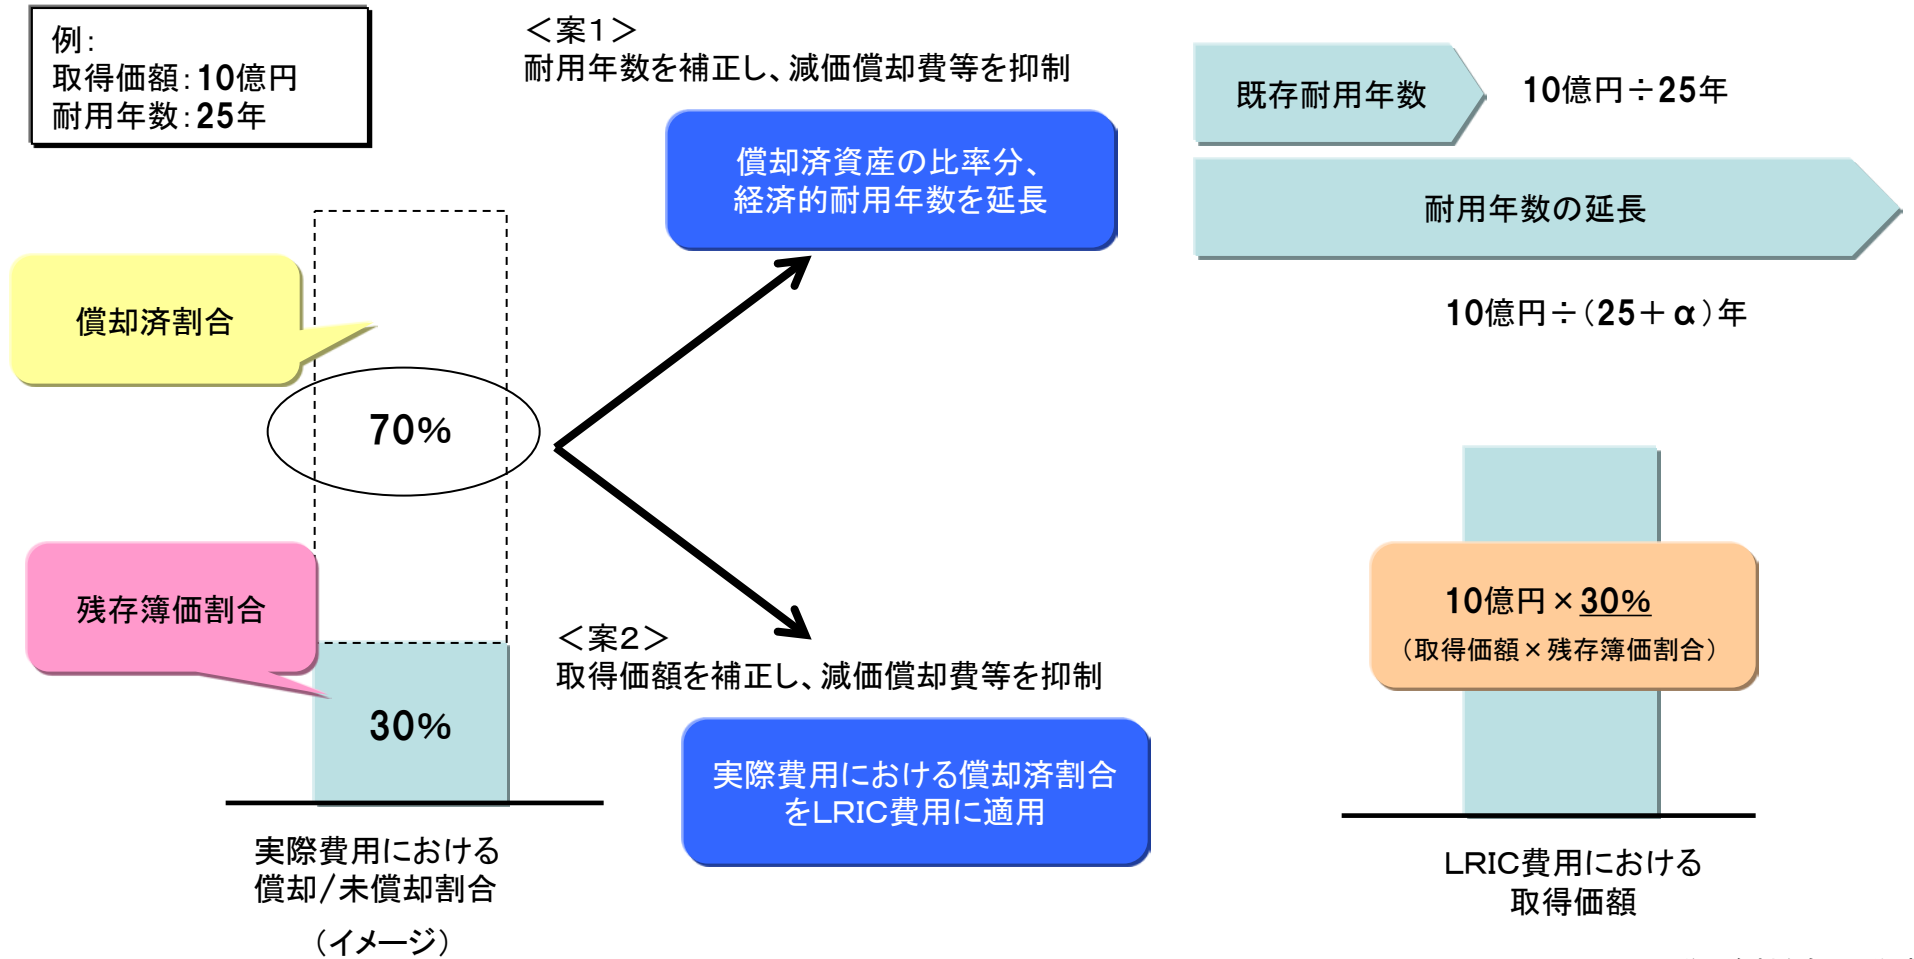 例：
取得価額：10億円
耐用年数：25年
＜案１＞
耐用年数を補正し、減価償却費等を抑制
償却済資産の比率分、
経済的耐用年数を延長
既存耐用年数
10億円÷25年
耐用年数の延長
10億円÷（25＋α）年
償却済割合
70%
残存簿価割合
30%
実際費用における
償却/未償却割合
（イメージ）
＜案２＞
取得価額を補正し、減価償却費等を抑制
実際費用における償却済割合
をLRIC費用に適用
10億円×30%
（取得価額×残存簿価割合）
LRIC費用における
取得価額